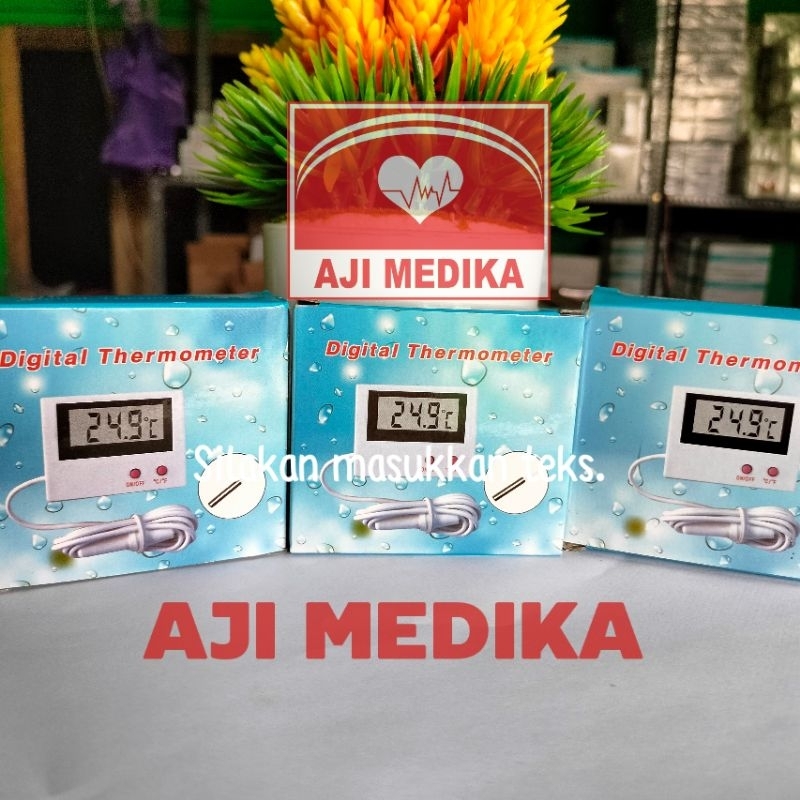 AJI MEDIKA
Digital Thermometer
24.9°C
ON/OFF °C/°F
Digital Thermometer
24.9°C
Digital Thermom
24.9°C
ON/OFF °C/°F
Silakan masukkan teks.
AJI MEDIKA